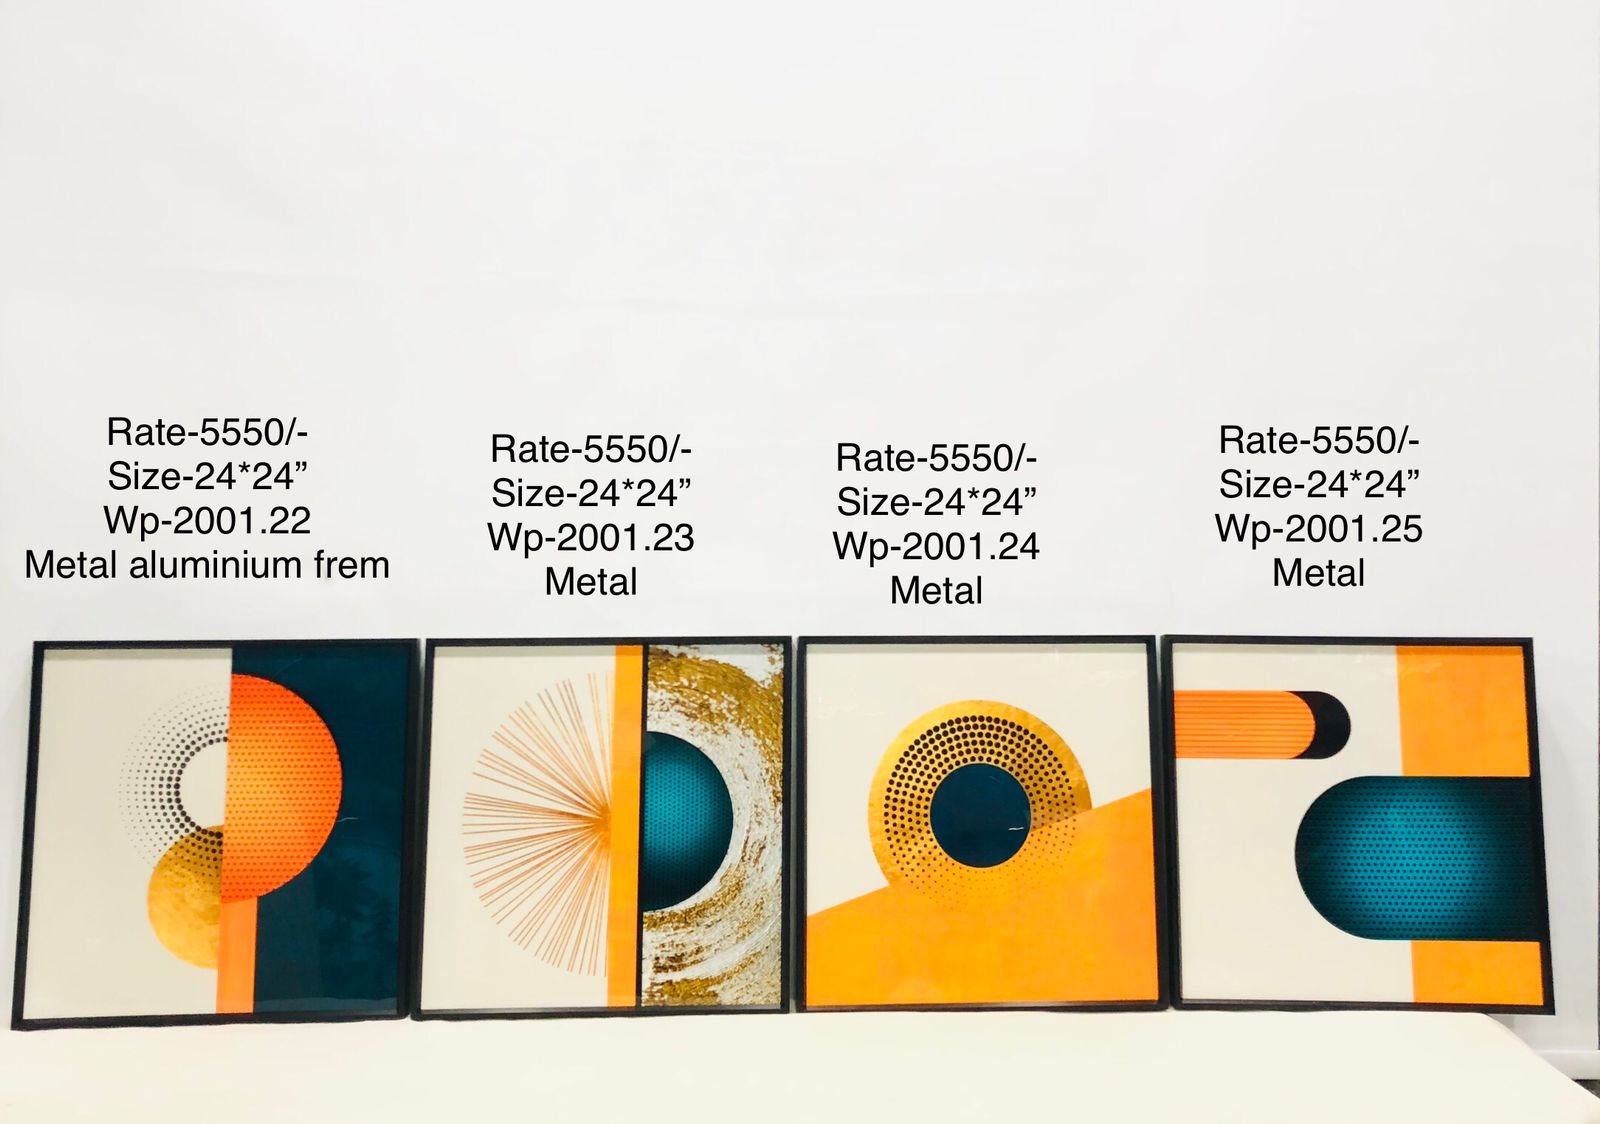 Rate-5550/-
Size-24*24”
Wp-2001.22
Metal aluminium frem
Rate-5550/-
Size-24*24”
Wp-2001.23
Metal
Rate-5550/-
Size-24*24”
Wp-2001.24
Metal
Rate-5550/-
Size-24*24”
Wp-2001.25
Metal